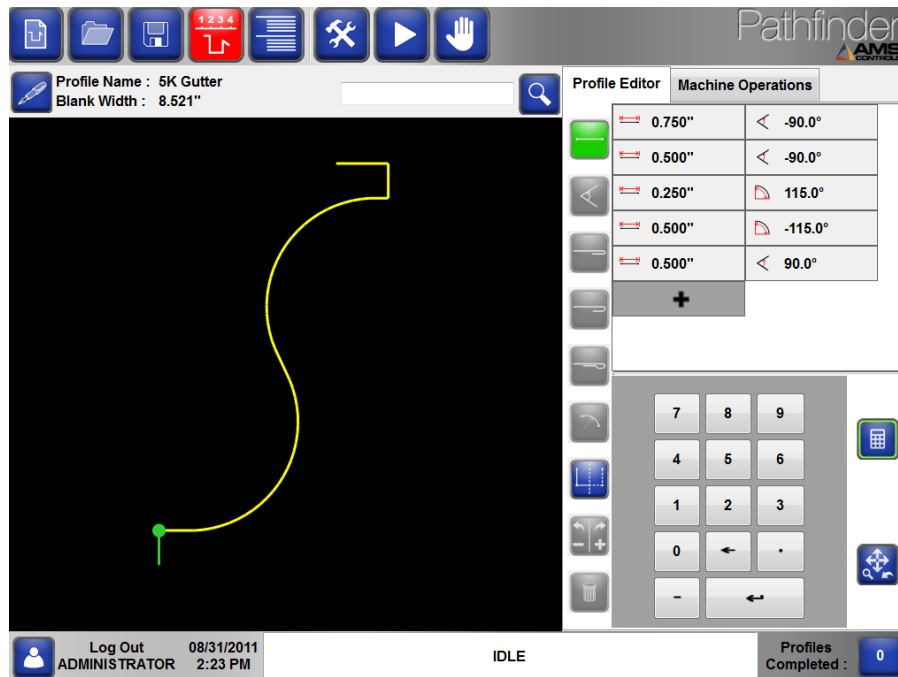 1 2 3 4
Pathfinder
AMS
CONTROLS
Profile Name : 5K Gutter
Blank Width : 8.521"
Profile Editor
Machine Operations
0.750" -90.0°
0.500" -90.0°
0.250" 115.0°
0.500" -115.0°
0.500" 90.0°
+
7 8 9
4 5 6
1 2 3
0 ← .
- ↵
Log Out
ADMINISTRATOR
08/31/2011
2:23 PM
IDLE
Profiles
Completed :
0